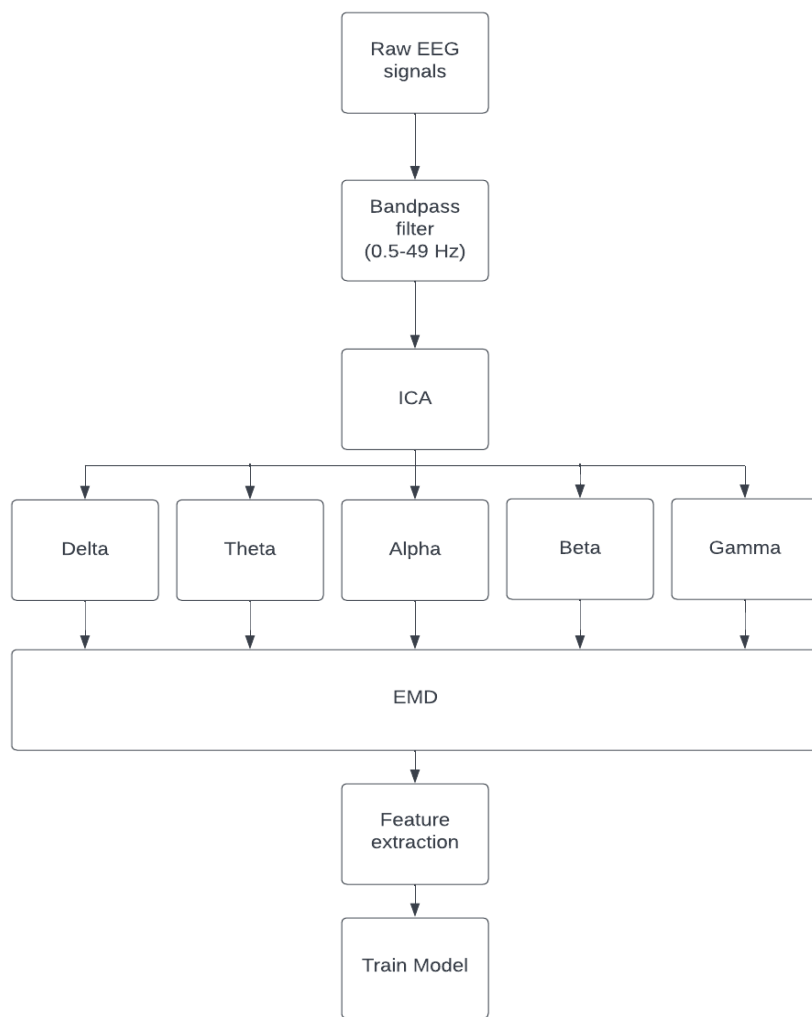 Raw EEG
signals
Bandpass
filter
(0.5-49 Hz)
ICA
Delta
Theta
Alpha
Beta
Gamma
EMD
Feature
extraction
Train Model